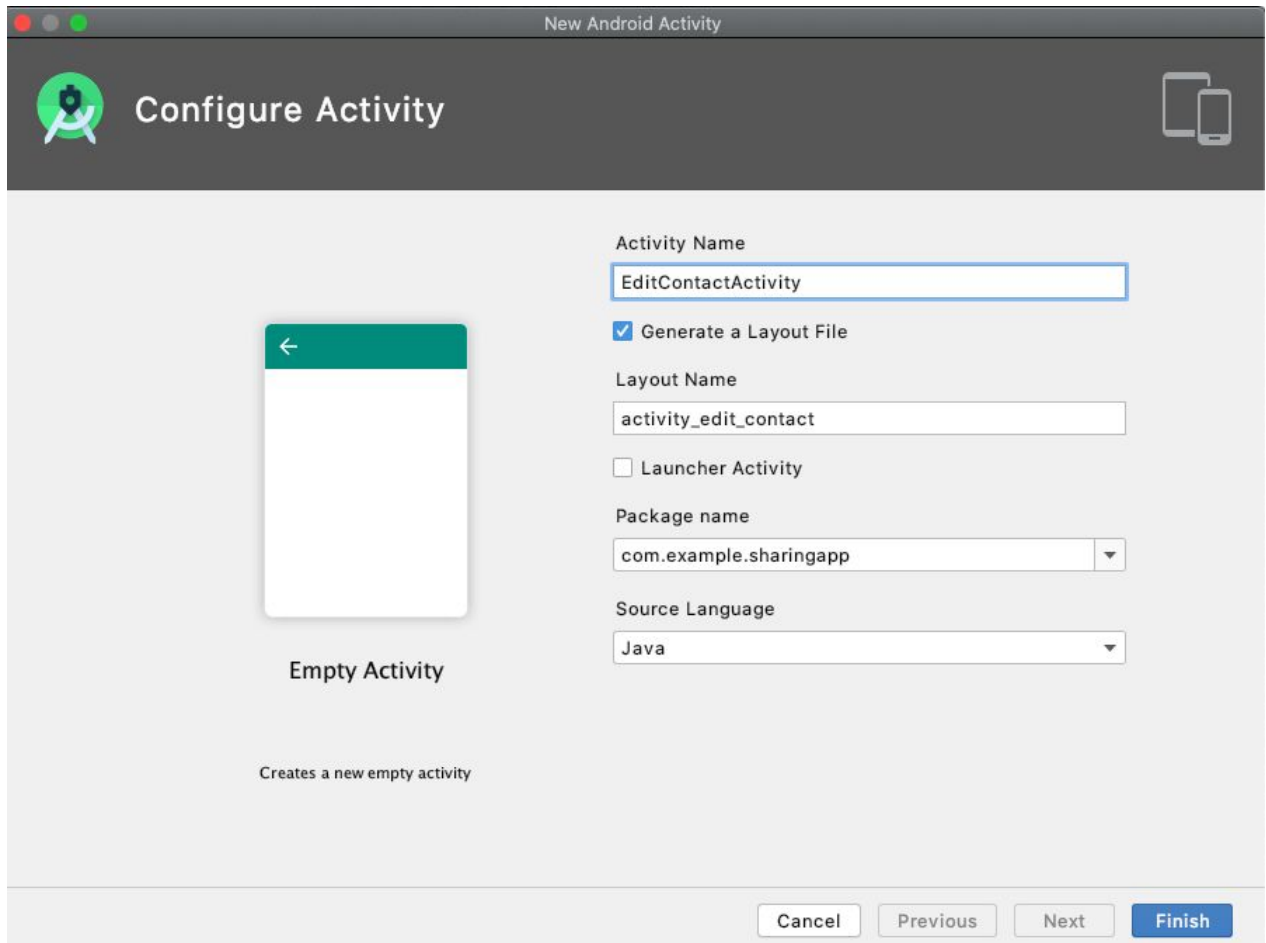 New Android Activity
Configure Activity
Activity Name
EditContactActivity
Generate a Layout File
Layout Name
activity_edit_contact
Launcher Activity
Package name
com.example.sharingapp
Source Language
Java
Empty Activity
Creates a new empty activity
Cancel
Previous
Next
Finish